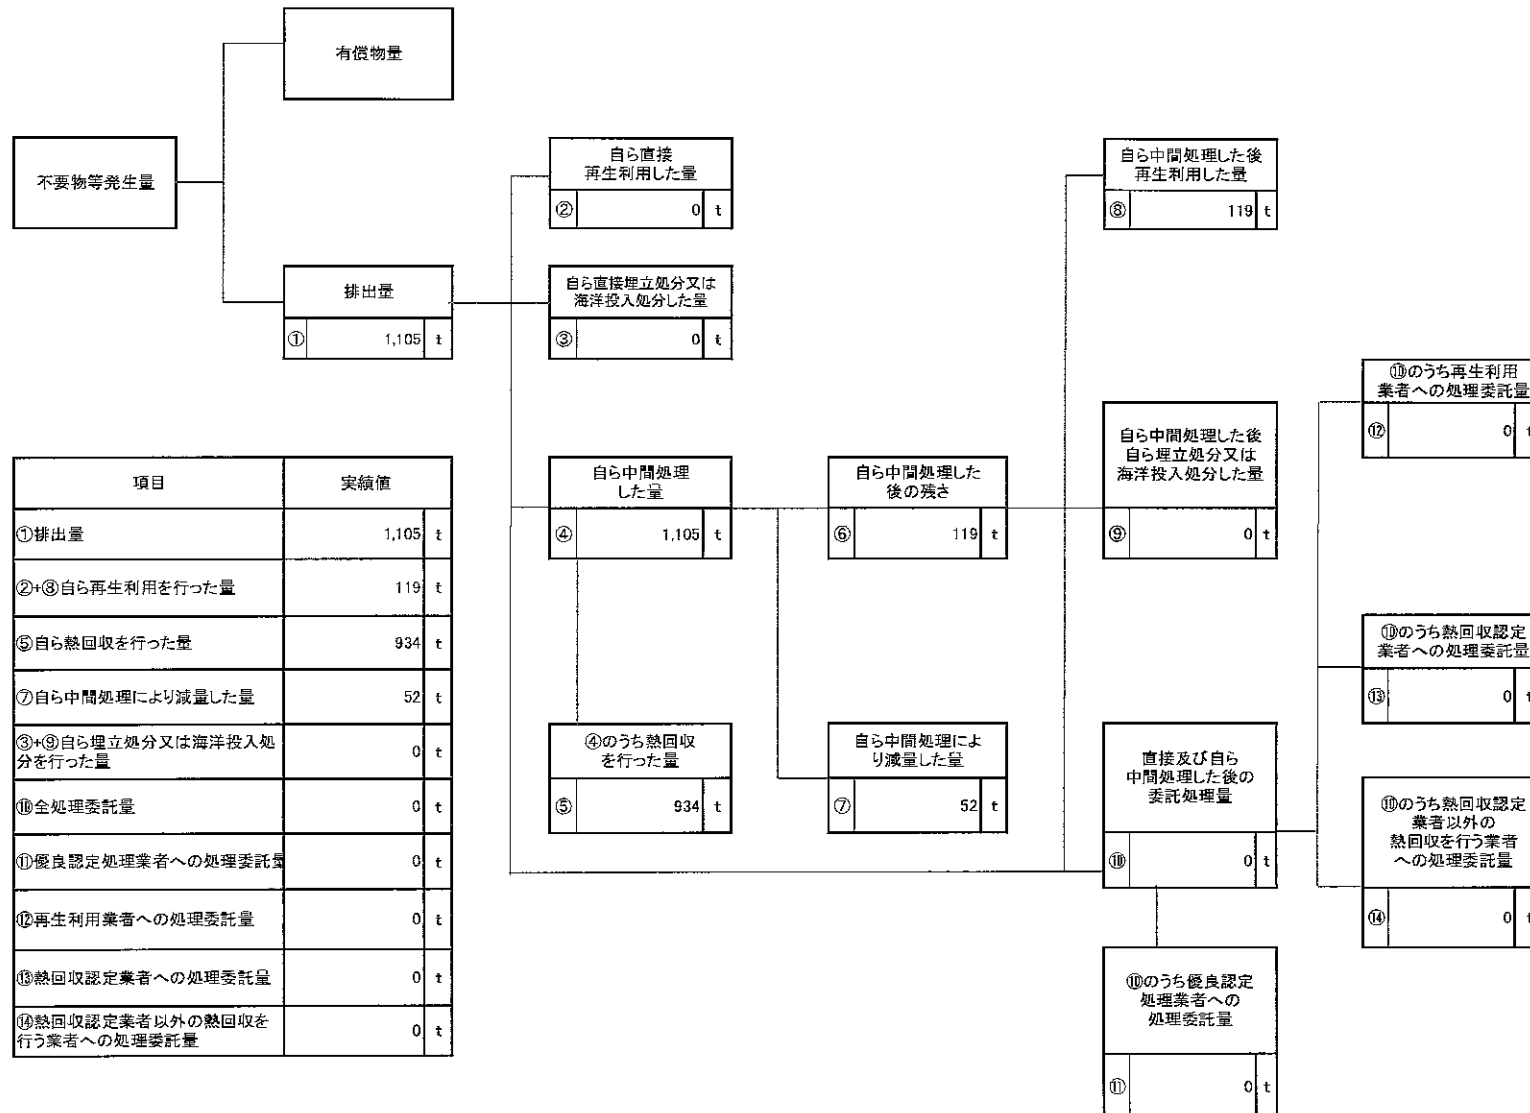 有償物量
不要物等発生量
排出量
① 1,105 t
自ら直接
再生利用した量
② 0 t
自ら直接埋立処分又は
海洋投入処分した量
③ 0 t
自ら中間処理した後
再生利用した量
⑧ 119 t
項目 実績値
①排出量 1,105 t
②+⑧自ら再生利用を行った量 119 t
⑤自ら熱回収を行った量 934 t
⑦自ら中間処理により減量した量 52 t
③+⑨自ら埋立処分又は海洋投入処
分を行った量 0 t
⑩全処理委託量 0 t
⑪優良認定処理業者への処理委託量 0 t
⑫再生利用業者への処理委託量 0 t
⑬熱回収認定業者への処理委託量 0 t
⑭熱回収認定業者以外の熱回収を
行う業者への処理委託量 0 t
自ら中間処理
した量
④ 1,105 t
自ら中間処理した
後の残さ
⑥ 119 t
自ら中間処理した後
自ら埋立処分又は
海洋投入処分した量
⑨ 0 t
④のうち熱回収
を行った量
⑤ 934 t
自ら中間処理によ
り減量した量
⑦ 52 t
直接及び自ら
中間処理した後の
委託処理量
⑩ 0 t
⑩のうち優良認定
処理業者への
処理委託量
⑪ 0 t
⑩のうち再生利用
業者への処理委託量
⑫ 0 t
⑩のうち熱回収認定
業者への処理委託量
⑬ 0 t
⑩のうち熱回収認定
業者以外の
熱回収を行う業者
への処理委託量
⑭ 0 t